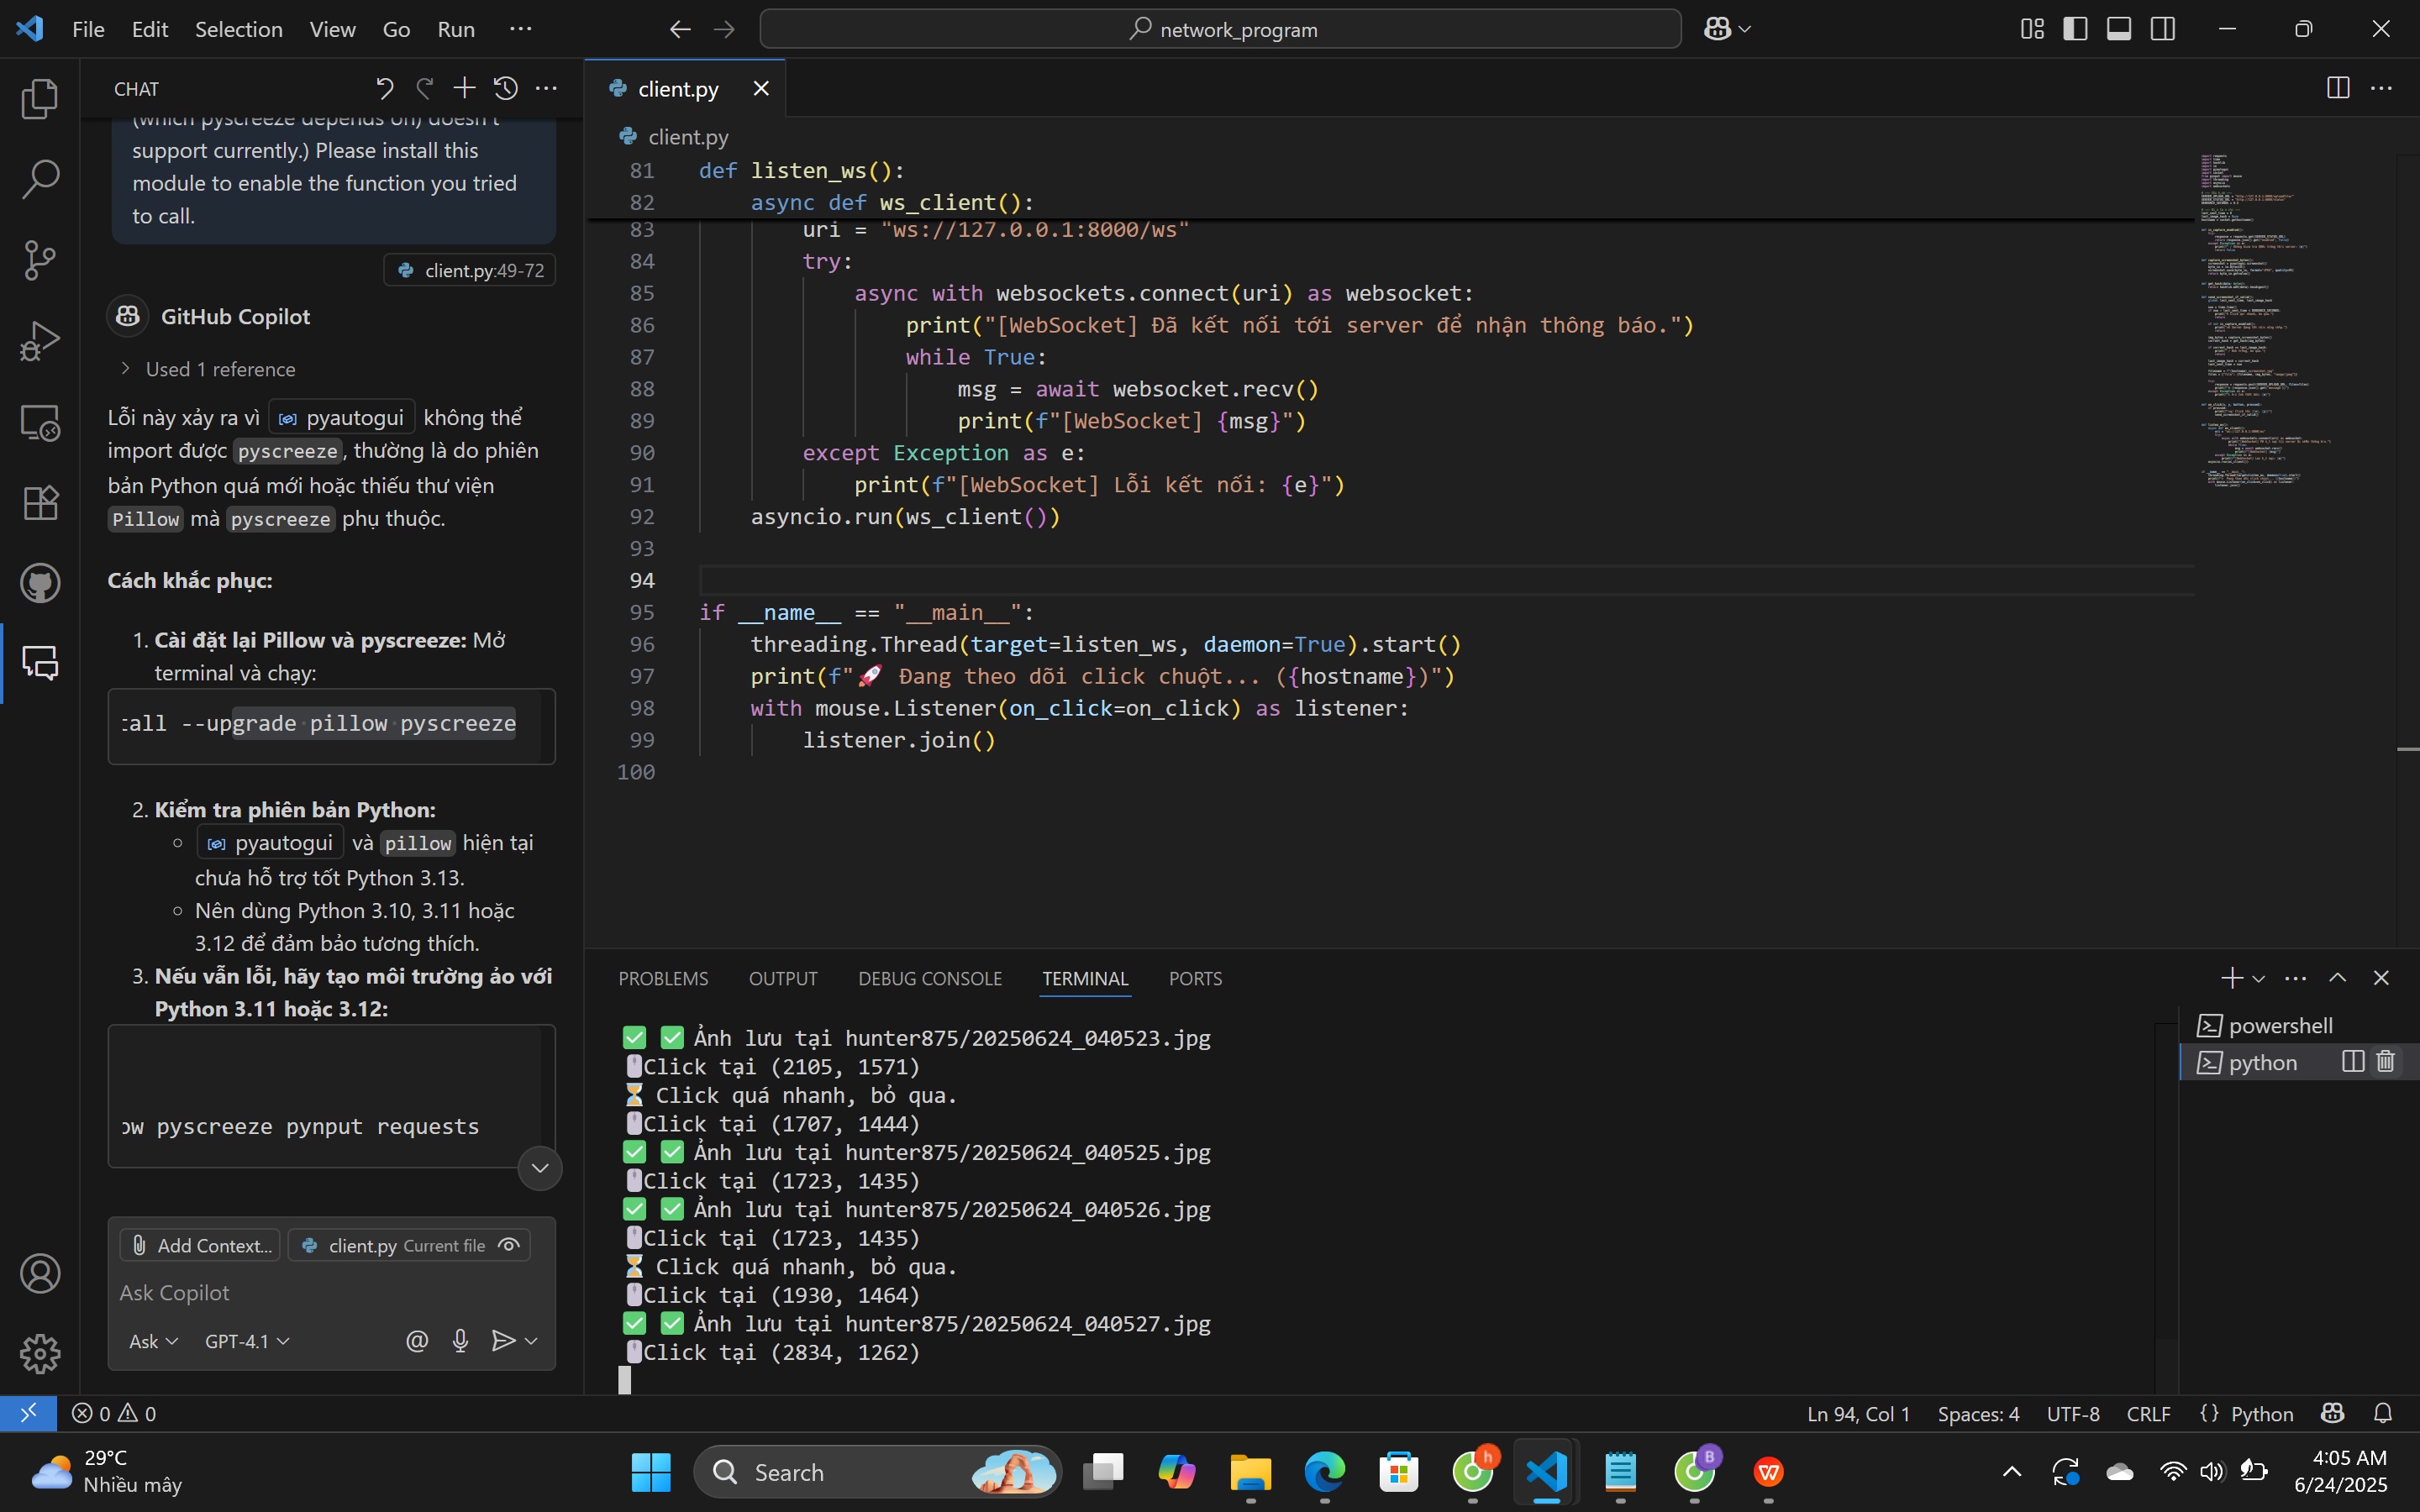 File Edit Selection View Go Run ···
network_program
CHAT
(which pyscreeze depends on) doesn't
support currently.) Please install this
module to enable the function you tried
to call.
client.py:49-72
GitHub Copilot
Used 1 reference
Lỗi này xảy ra vì pyautogui không thể
import được pyscreeze, thường là do phiên
bản Python quá mới hoặc thiếu thư viện
Pillow mà pyscreeze phụ thuộc.
Cách khắc phục:
1. Cài đặt lại Pillow và pyscreeze: Mở
terminal và chạy:
all --upgrade pillow pyscreeze
2. Kiểm tra phiên bản Python:
pyautogui và pillow hiện tại
chưa hỗ trợ tốt Python 3.13.
Nên dùng Python 3.10, 3.11 hoặc
3.12 để đảm bảo tương thích.
3. Nếu vẫn lỗi, hãy tạo môi trường ảo với
Python 3.11 hoặc 3.12:
ow pyscreeze pynput requests
Add Context... client.py Current file
Ask Copilot
Ask GPT-4.1
client.py
client.py
81 def listen_ws():
82 async def ws_client():
83 uri = "ws://127.0.0.1:8000/ws"
84 try:
85 async with websockets.connect(uri) as websocket:
86 print("[WebSocket] Đã kết nối tới server để nhận thông báo.")
87 while True:
88 msg = await websocket.recv()
89 print(f"[WebSocket] {msg}")
90 except Exception as e:
91 print(f"[WebSocket] Lỗi kết nối: {e}")
92 asyncio.run(ws_client())
93
94
95 if __name__ == "__main__":
96 threading.Thread(target=listen_ws, daemon=True).start()
97 print(f"🚀 Đang theo dõi click chuột... ({hostname})")
98 with mouse.Listener(on_click=on_click) as listener:
99 listener.join()
100
PROBLEMS OUTPUT DEBUG CONSOLE TERMINAL PORTS
✅ ✅ Ảnh lưu tại hunter875/20250624_040523.jpg
🖱️Click tại (2105, 1571)
⏳ Click quá nhanh, bỏ qua.
🖱️Click tại (1707, 1444)
✅ ✅ Ảnh lưu tại hunter875/20250624_040525.jpg
🖱️Click tại (1723, 1435)
✅ ✅ Ảnh lưu tại hunter875/20250624_040526.jpg
🖱️Click tại (1723, 1435)
⏳ Click quá nhanh, bỏ qua.
🖱️Click tại (1930, 1464)
✅ ✅ Ảnh lưu tại hunter875/20250624_040527.jpg
🖱️Click tại (2834, 1262)
powershell
python
0 0
Ln 94, Col 1 Spaces: 4 UTF-8 CRLF {} Python
29°C
Nhiều mây
Search
h
B
4:05 AM
6/24/2025